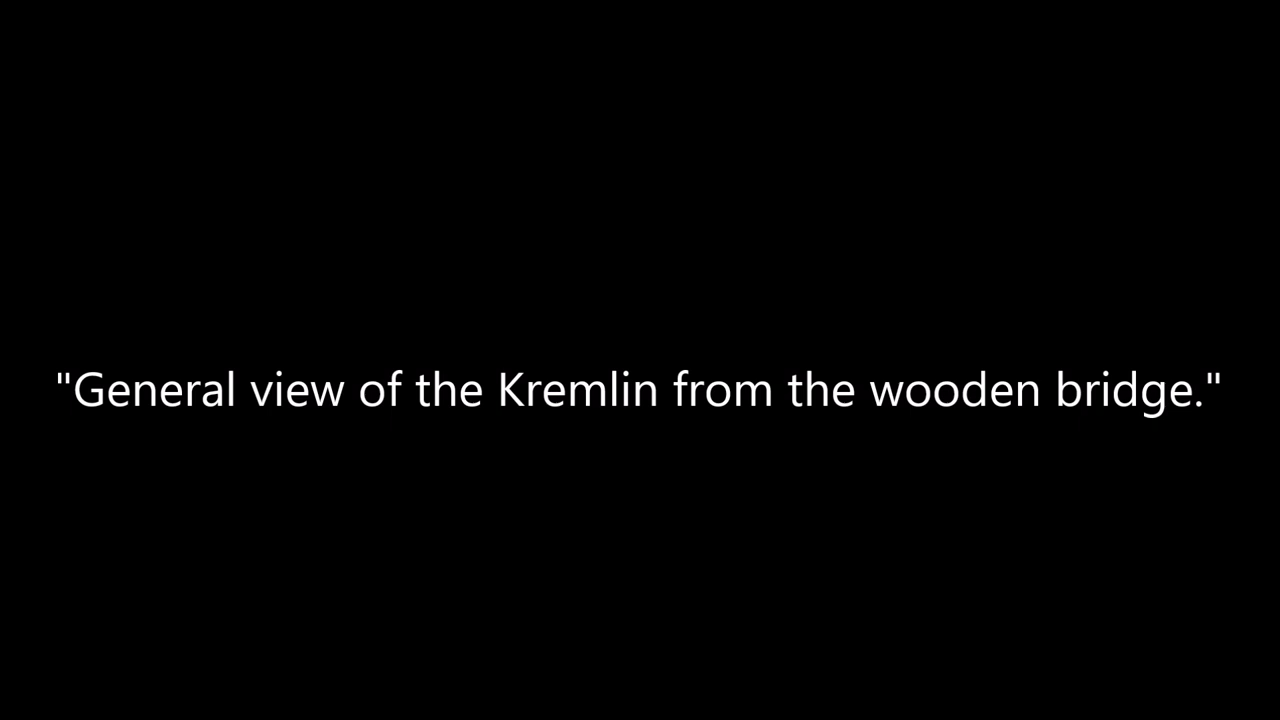 "General view of the Kremlin from the wooden bridge."